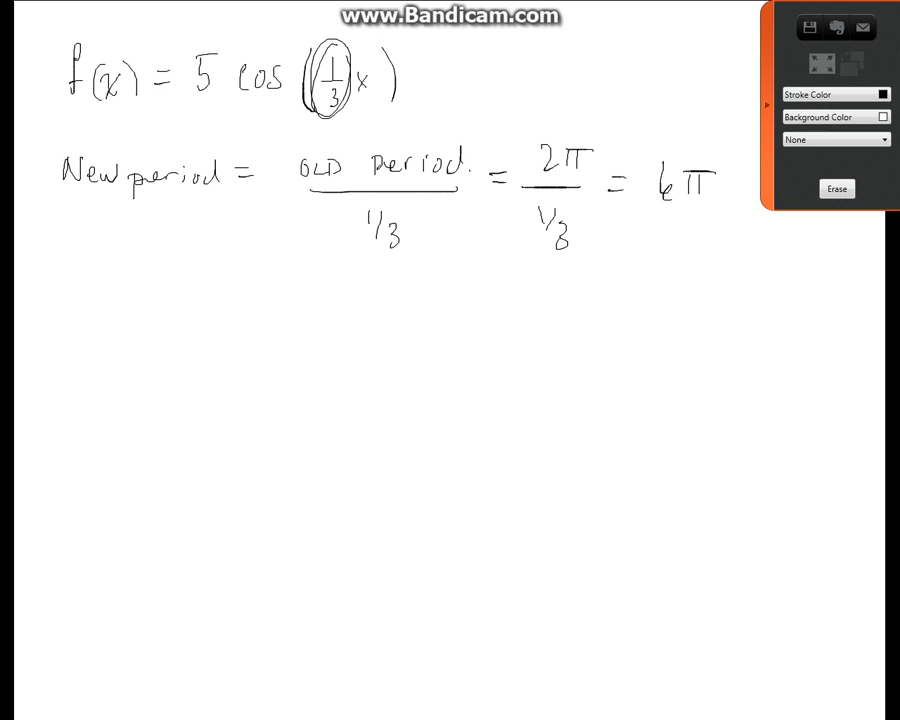 www.Bandicam.com
f(x) = 5 cos (1/3 x)
New period = OLD period. / 1/3 = 2π / 1/3 = 6π
Stroke Color
Background Color
None
Erase